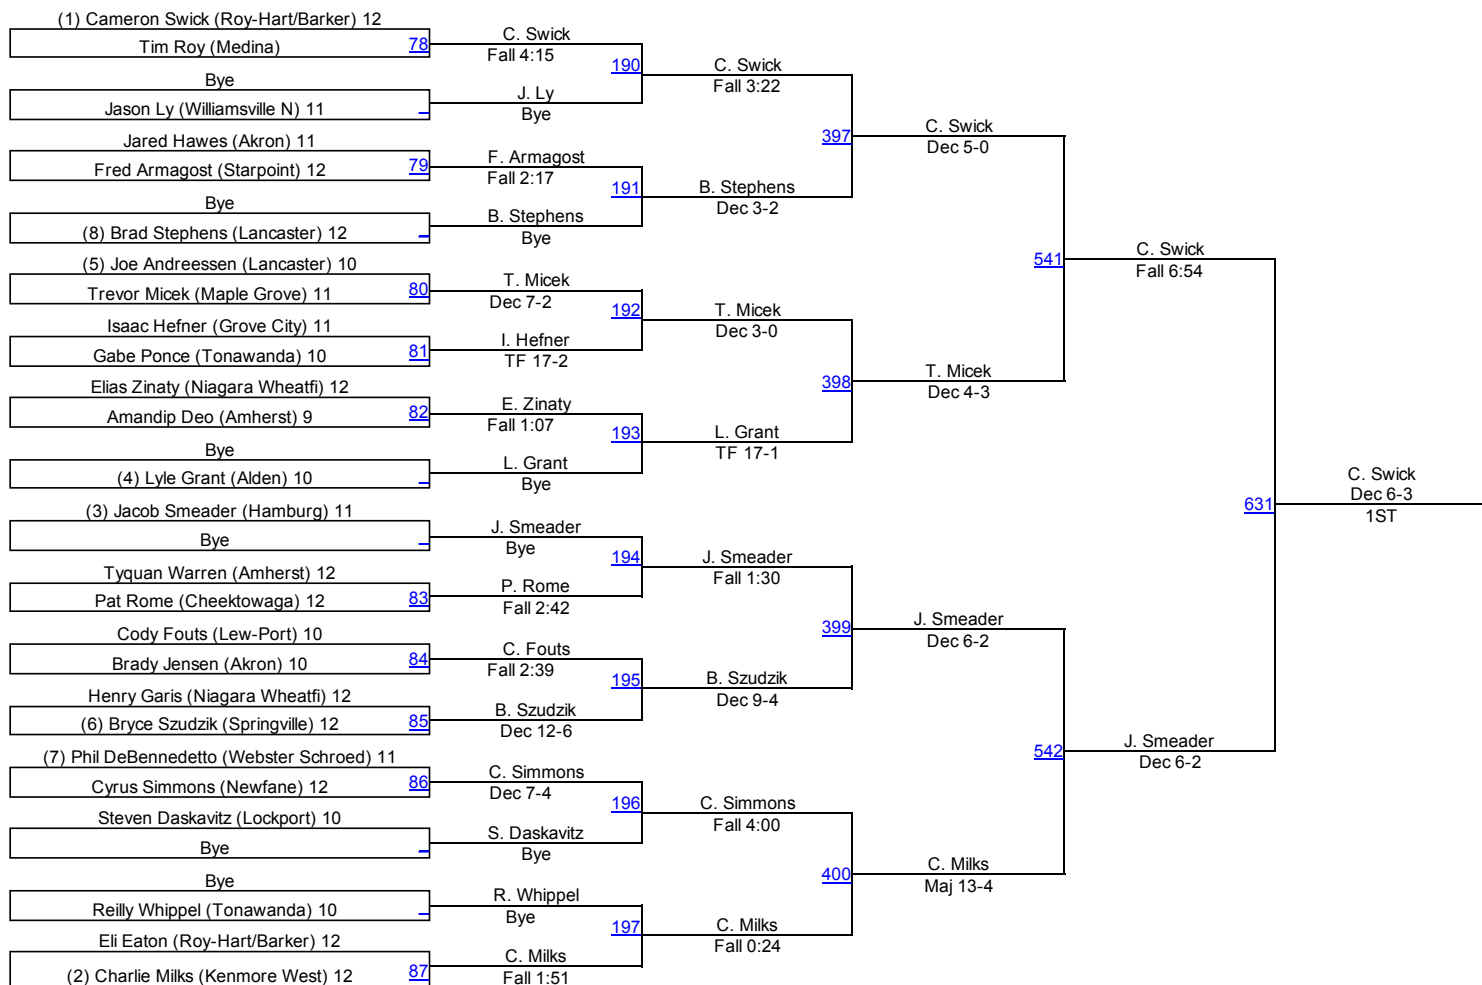 (1) Cameron Swick (Roy-Hart/Barker) 12
Tim Roy (Medina) 78
Bye
Jason Ly (Williamsville N) 11
Jared Hawes (Akron) 11
Fred Armagost (Starpoint) 12 79
Bye
(8) Brad Stephens (Lancaster) 12
(5) Joe Andreessen (Lancaster) 10
Trevor Micek (Maple Grove) 11 80
Isaac Hefner (Grove City) 11
Gabe Ponce (Tonawanda) 10 81
Elias Zinaty (Niagara Wheatfi) 12
Amandip Deo (Amherst) 9 82
Bye
(4) Lyle Grant (Alden) 10
(3) Jacob Smeader (Hamburg) 11
Bye
Tyquan Warren (Amherst) 12
Pat Rome (Cheektowaga) 12 83
Cody Fouts (Lew-Port) 10
Brady Jensen (Akron) 10 84
Henry Garis (Niagara Wheatfi) 12
(6) Bryce Szudzik (Springville) 12 85
(7) Phil DeBennedetto (Webster Schroed) 11
Cyrus Simmons (Newfane) 12 86
Steven Daskavitz (Lockport) 10
Bye
Bye
Reilly Whippel (Tonawanda) 10
Eli Eaton (Roy-Hart/Barker) 12
(2) Charlie Milks (Kenmore West) 12 87
C. Swick
Fall 4:15
190
J. Ly
Bye
F. Armagost
Fall 2:17
191
B. Stephens
Bye
T. Micek
Dec 7-2
192
I. Hefner
TF 17-2
E. Zinaty
Fall 1:07
193
L. Grant
Bye
J. Smeader
Bye
194
P. Rome
Fall 2:42
C. Fouts
Fall 2:39
195
B. Szudzik
Dec 12-6
C. Simmons
Dec 7-4
196
S. Daskavitz
Bye
R. Whippel
Bye
197
C. Milks
Fall 1:51
C. Swick
Fall 3:22
397
B. Stephens
Dec 3-2
T. Micek
Dec 3-0
398
L. Grant
TF 17-1
J. Smeader
Fall 1:30
399
B. Szudzik
Dec 9-4
C. Simmons
Fall 4:00
400
C. Milks
Fall 0:24
C. Swick
Dec 5-0
541
T. Micek
Dec 4-3
J. Smeader
Dec 6-2
542
C. Milks
Maj 13-4
C. Swick
Fall 6:54
631
J. Smeader
Dec 6-2
C. Swick
Dec 6-3
1ST